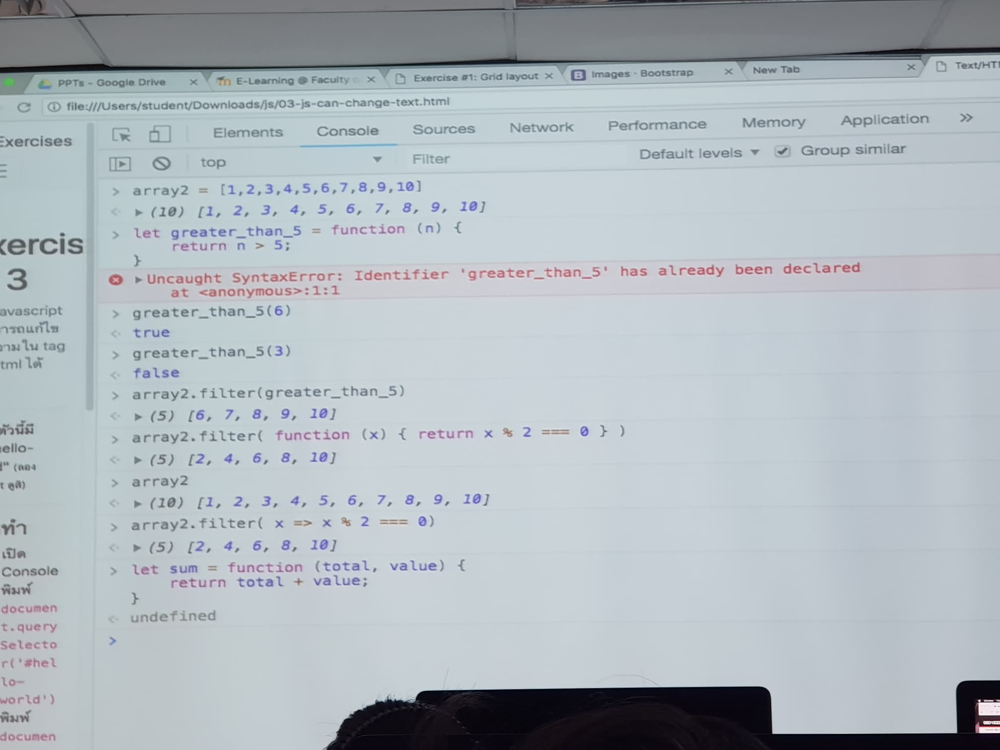 PPTs - Google Drive
E-Learning @ Faculty
Exercise #1: Grid layout
B Images · Bootstrap
New Tab
Text/HT
file:///Users/student/Downloads/js/03-js-can-change-text.html
Elements Console Sources Network Performance Memory Application »
top Filter Default levels ▼ Group similar
> array2 = [1,2,3,4,5,6,7,8,9,10]
<· ▶ (10) [1, 2, 3, 4, 5, 6, 7, 8, 9, 10]
> let greater_than_5 = function (n) {
return n > 5;
}
▶ Uncaught SyntaxError: Identifier 'greater_than_5' has already been declared
at <anonymous>:1:1
> greater_than_5(6)
<· true
> greater_than_5(3)
<· false
> array2.filter(greater_than_5)
<· ▶ (5) [6, 7, 8, 9, 10]
> array2.filter( function (x) { return x % 2 === 0 } )
<· ▶ (5) [2, 4, 6, 8, 10]
> array2
<· ▶ (10) [1, 2, 3, 4, 5, 6, 7, 8, 9, 10]
> array2.filter( x => x % 2 === 0)
<· ▶ (5) [2, 4, 6, 8, 10]
> let sum = function (total, value) {
return total + value;
}
<· undefined
>
Exercises
xercis
3
avascript
ารถแก้ไข
วามใน tag
tml ได้
ตัวนี้มี
ello-
" (ลอง
t ดูสิ)
ทำ
เปิด
Console
พิมพ์
documen
t.query
Selecto
r('#hel
lo-
world')
พิมพ์
documen